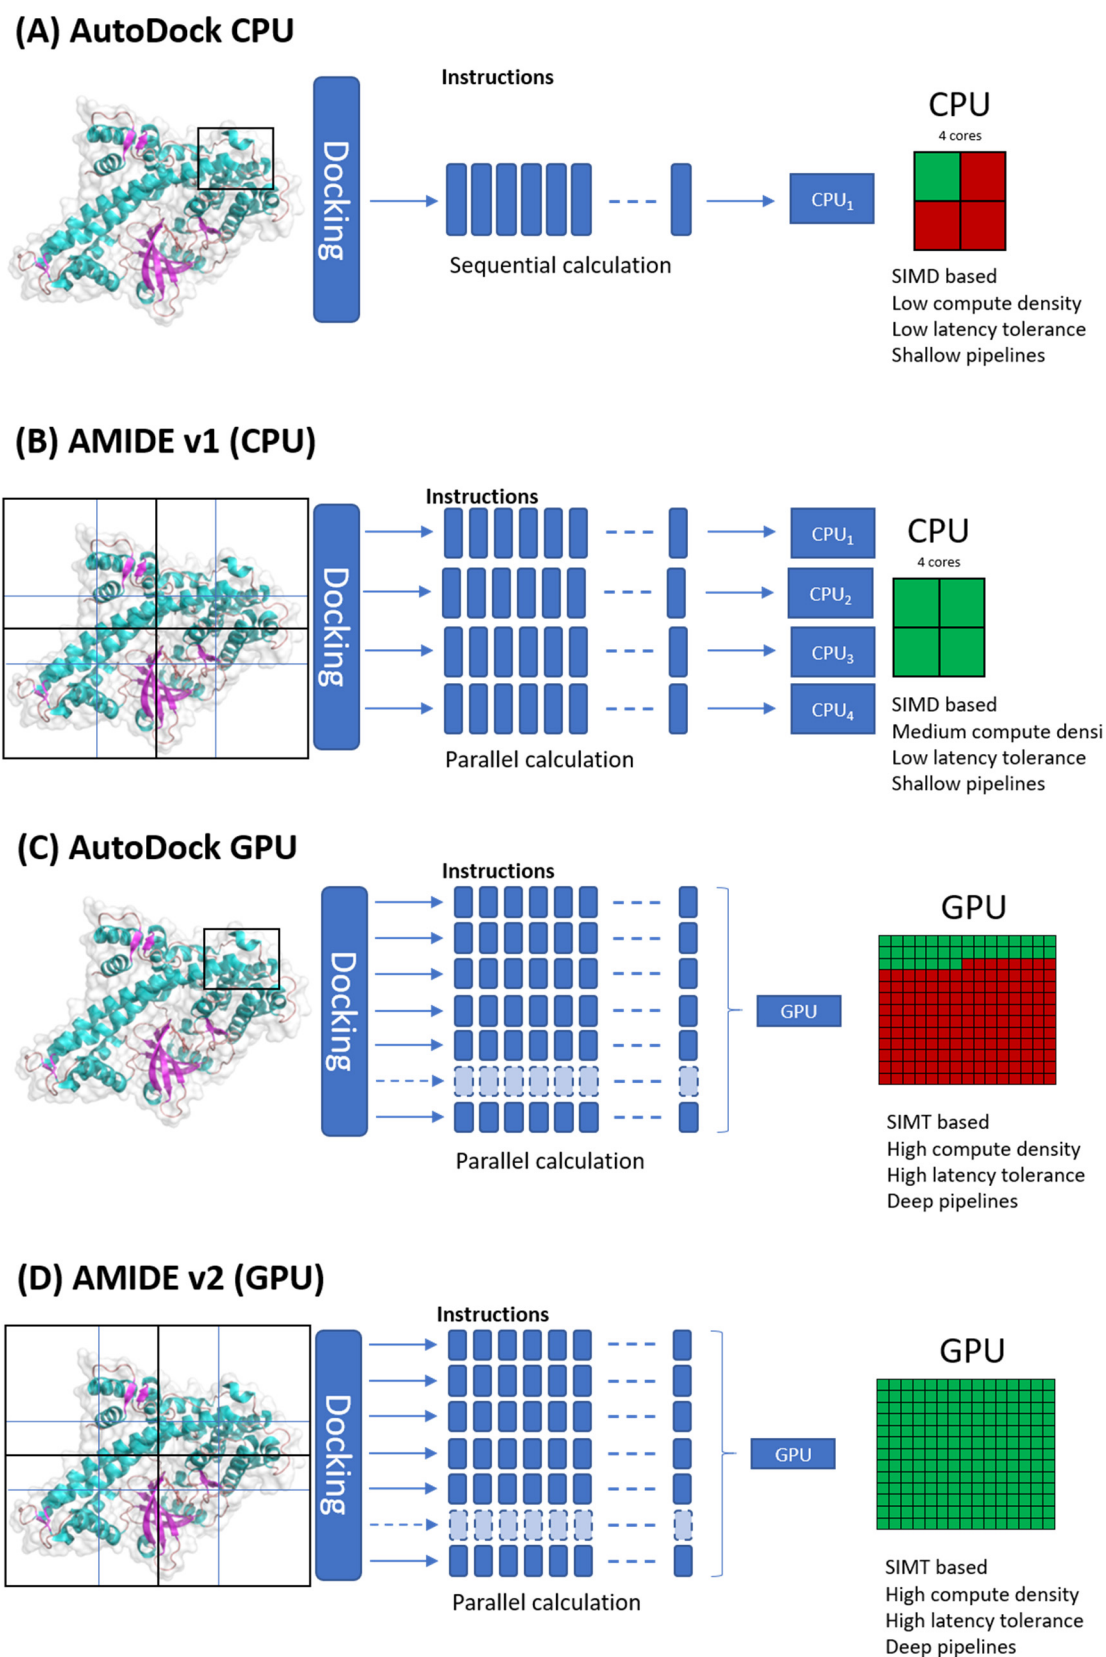 (A) AutoDock CPU
Instructions
Docking
Sequential calculation
CPU₁
CPU
4 cores
SIMD based
Low compute density
Low latency tolerance
Shallow pipelines
(B) AMIDE v1 (CPU)
Instructions
Docking
Parallel calculation
CPU₁
CPU₂
CPU₃
CPU₄
CPU
4 cores
SIMD based
Medium compute densi
Low latency tolerance
Shallow pipelines
(C) AutoDock GPU
Instructions
Docking
Parallel calculation
GPU
GPU
SIMT based
High compute density
High latency tolerance
Deep pipelines
(D) AMIDE v2 (GPU)
Instructions
Docking
Parallel calculation
GPU
GPU
SIMT based
High compute density
High latency tolerance
Deep pipelines